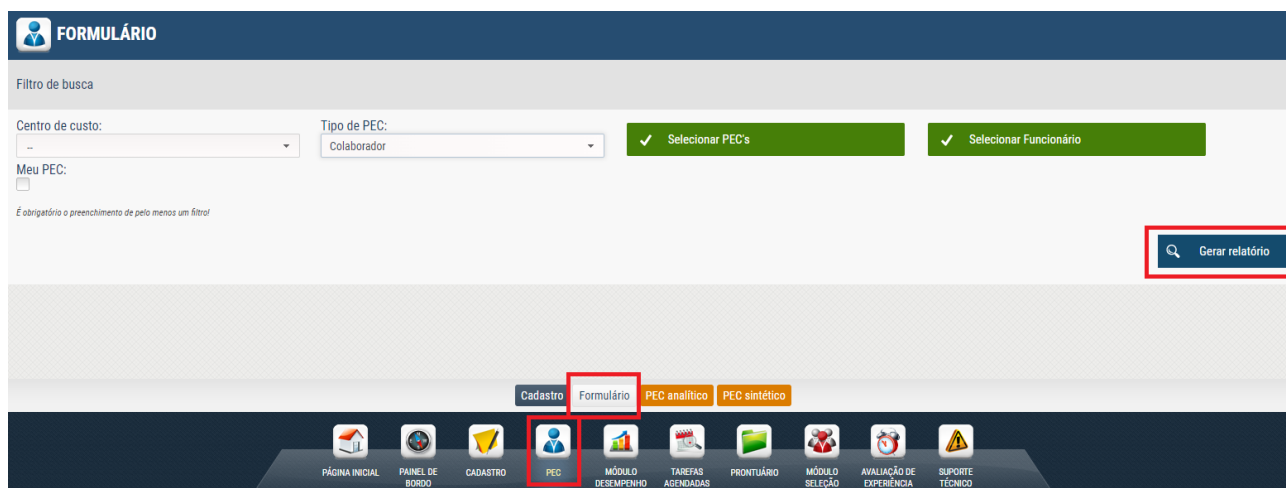 FORMULÁRIO
Filtro de busca
Centro de custo:
--
Tipo de PEC:
Colaborador
Selecionar PEC's
Selecionar Funcionário
Meu PEC:
É obrigatório o preenchimento de pelo menos um filtro!
Gerar relatório
Cadastro
Formulário
PEC analítico
PEC sintético
PÁGINA INICIAL
PAINEL DE
BORDO
CADASTRO
PEC
MÓDULO
DESEMPENHO
TAREFAS
AGENDADAS
PRONTUÁRIO
MÓDULO
SELEÇÃO
AVALIAÇÃO DE
EXPERIÊNCIA
SUPORTE
TÉCNICO